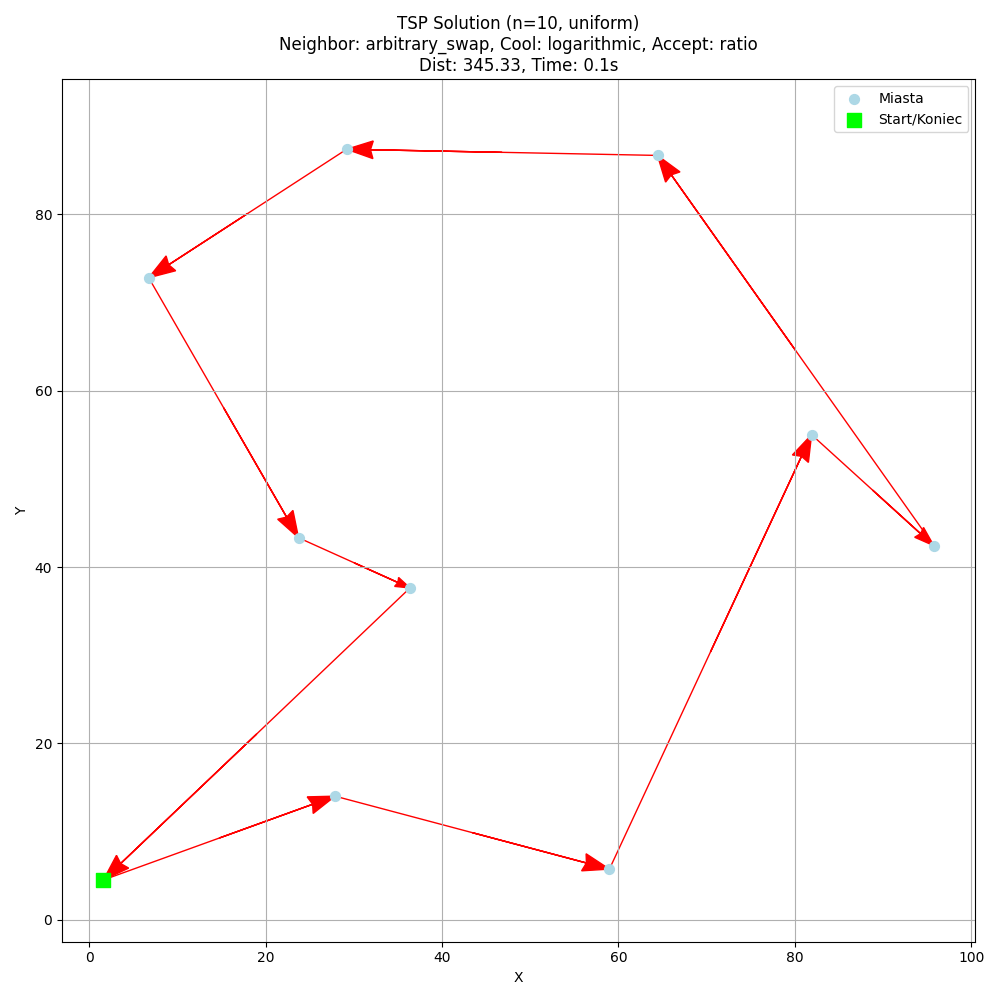 TSP Solution (n=10, uniform)
Neighbor: arbitrary_swap, Cool: logarithmic, Accept: ratio
Dist: 345.33, Time: 0.1s
Miasta
Start/Koniec
Y
80
60
40
20
0
0 20 40 60 80 100
X